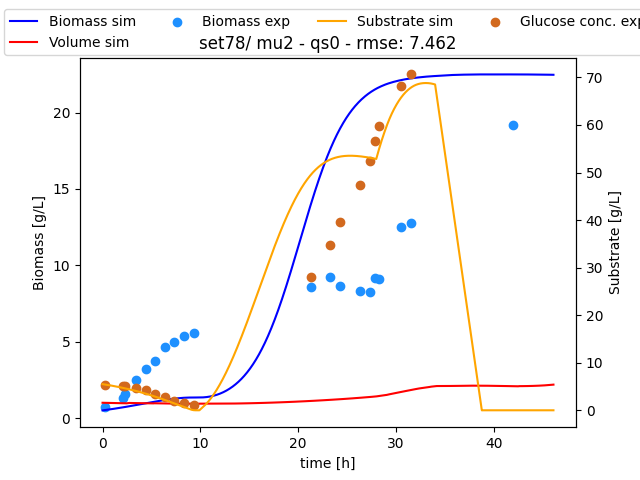 Biomass sim Biomass exp Substrate sim Glucose conc. exp
Volume sim
set78/ mu2 - qs0 - rmse: 7.462
Biomass [g/L]
20
15
10
5
0
Substrate [g/L]
70
60
50
40
30
20
10
0
0 10 20 30 40
time [h]